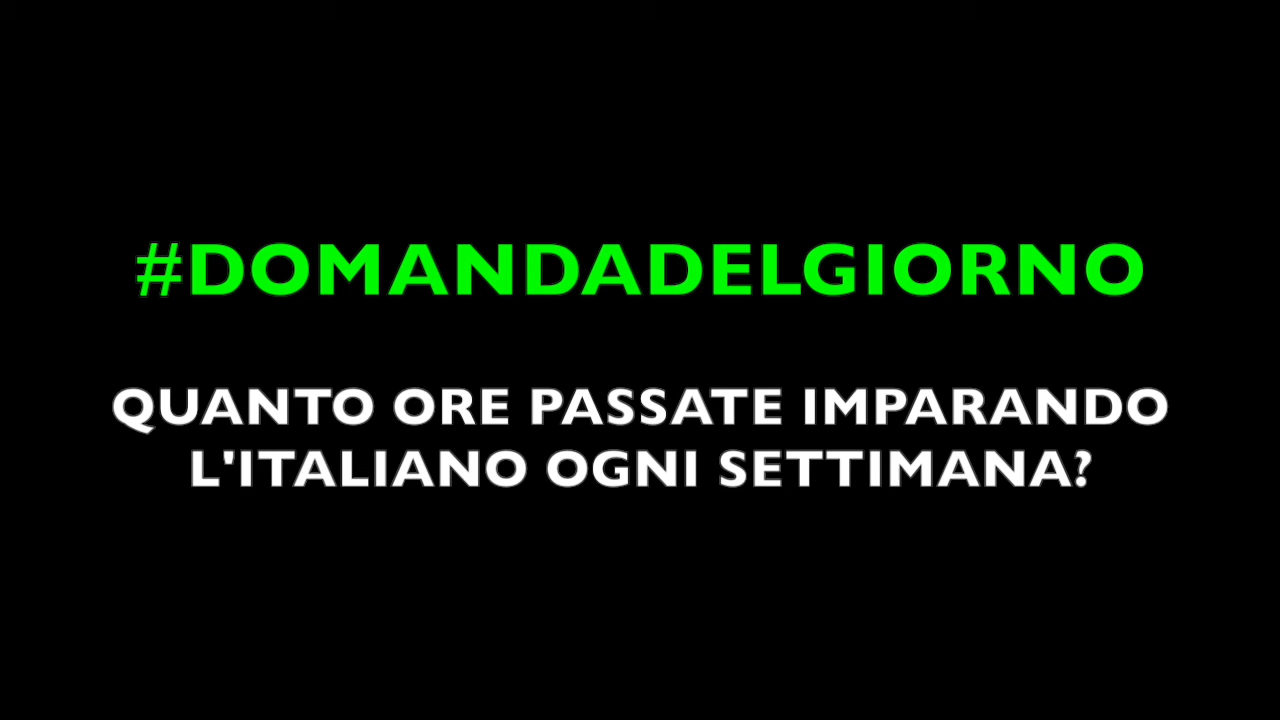 #DOMANDADELGIORNO
QUANTO ORE PASSATE IMPARANDO
L'ITALIANO OGNI SETTIMANA?